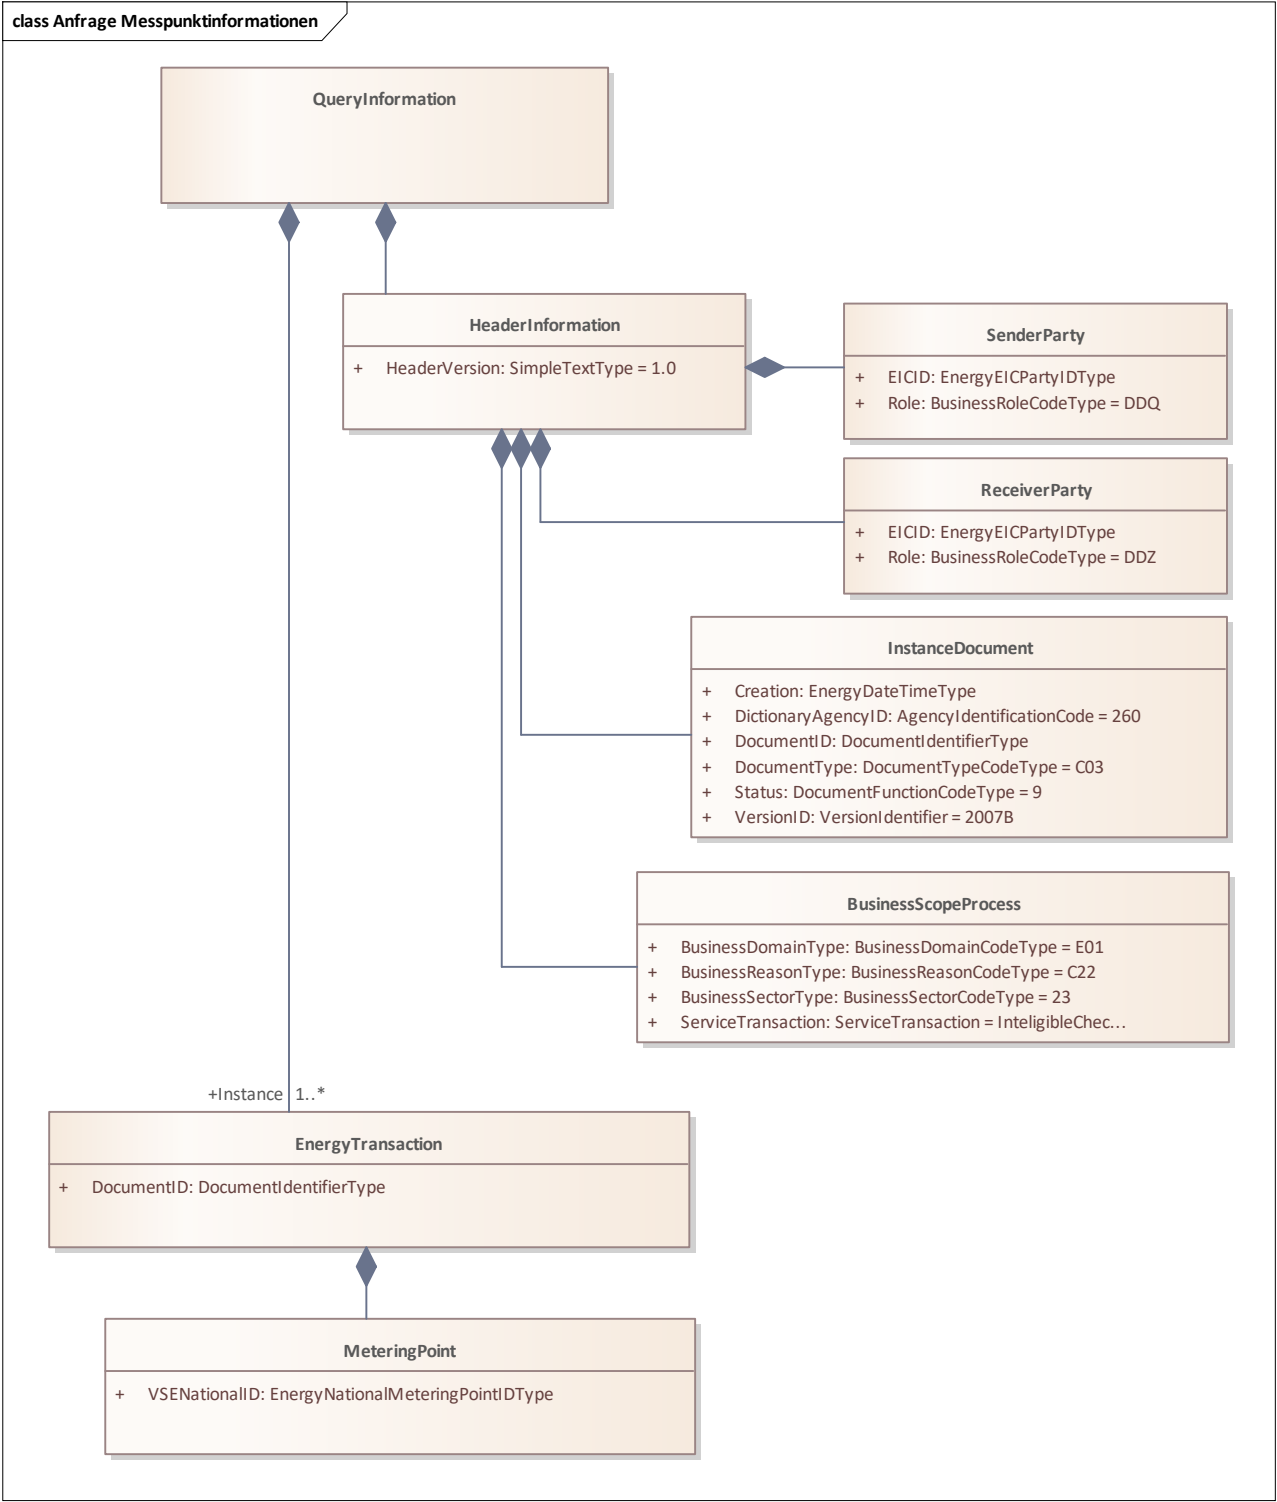 class Anfrage Messpunktinformationen
QueryInformation
HeaderInformation
+ HeaderVersion: SimpleTextType = 1.0
SenderParty
+ EICID: EnergyEICPartyIDType
+ Role: BusinessRoleCodeType = DDQ
ReceiverParty
+ EICID: EnergyEICPartyIDType
+ Role: BusinessRoleCodeType = DDZ
InstanceDocument
+ Creation: EnergyDateTimeType
+ DictionaryAgencyID: AgencyIdentificationCode = 260
+ DocumentID: DocumentIdentifierType
+ DocumentType: DocumentTypeCodeType = C03
+ Status: DocumentFunctionCodeType = 9
+ VersionID: VersionIdentifier = 2007B
BusinessScopeProcess
+ BusinessDomainType: BusinessDomainCodeType = E01
+ BusinessReasonType: BusinessReasonCodeType = C22
+ BusinessSectorType: BusinessSectorCodeType = 23
+ ServiceTransaction: ServiceTransaction = InteligibleChec...
+Instance 1..*
EnergyTransaction
+ DocumentID: DocumentIdentifierType
MeteringPoint
+ VSENationalID: EnergyNationalMeteringPointIDType